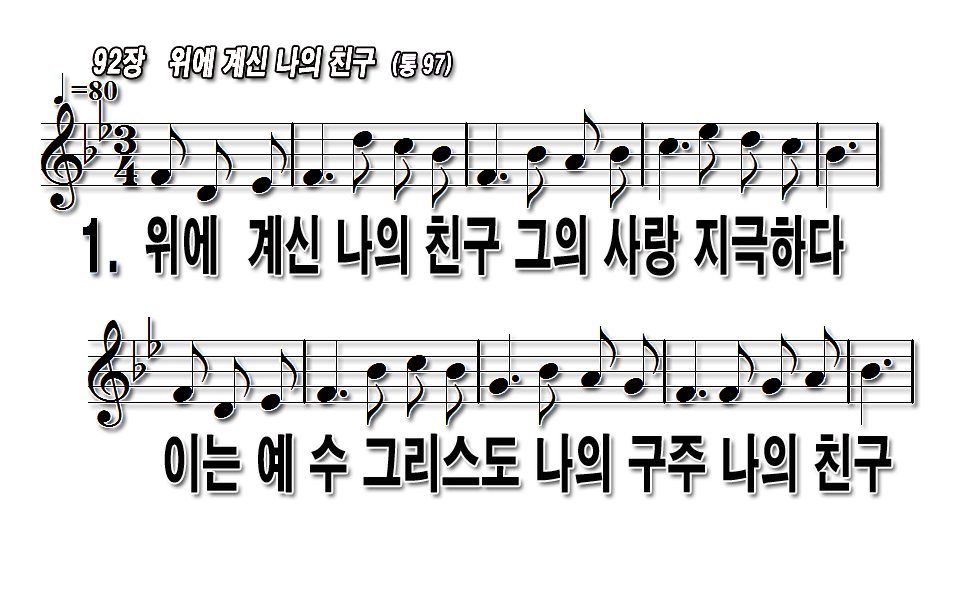 92장 위에 계신 나의 친구 (통 97)
♩=80
3
4
1. 위에 계신 나의 친구 그의 사랑 지극하다
이는 예 수 그리스도 나의 구주 나의 친구